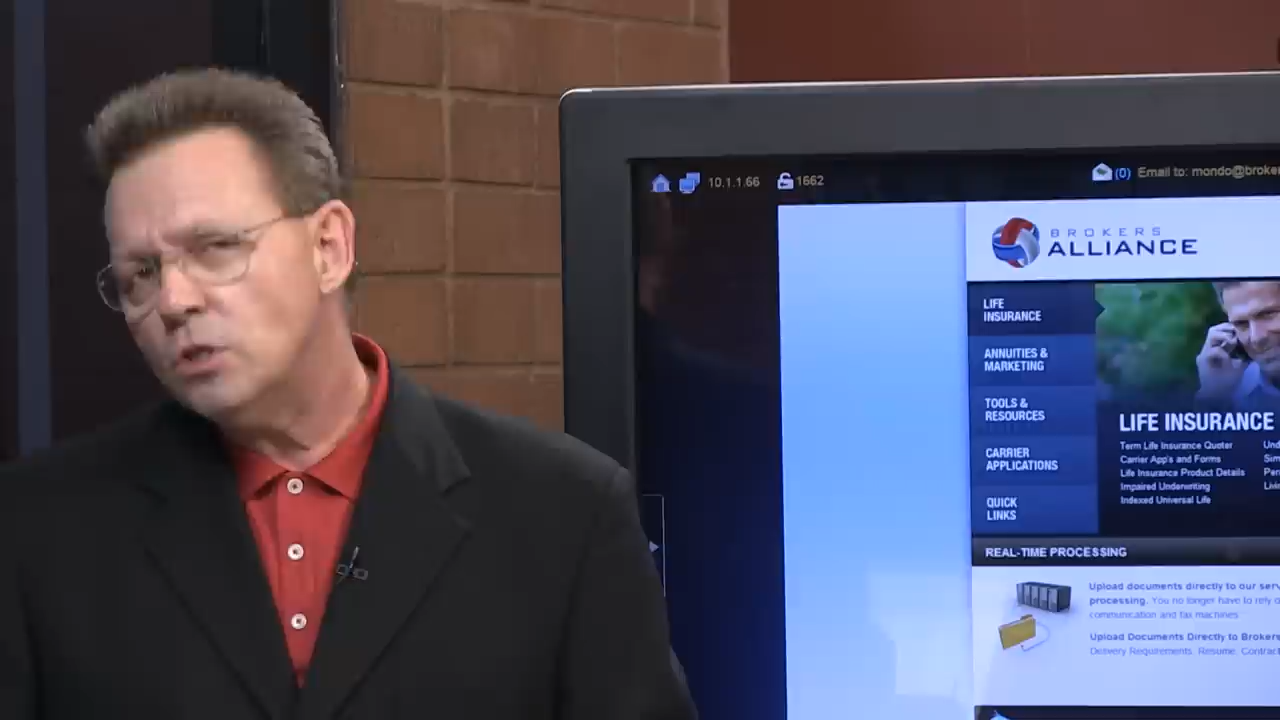 10.1.1.66
1662
(0) Email to: mondo@broke
BROKERS
ALLIANCE
LIFE
INSURANCE
ANNUITIES &
MARKETING
TOOLS &
RESOURCES
CARRIER
APPLICATIONS
QUICK
LINKS
LIFE INSURANCE
Term Life Insurance Quoter
Carrier App's and Forms
Life Insurance Product Details
Impaired Underwriting
Indexed Universal Life
REAL-TIME PROCESSING
Upload documents directly to our
processing. You no longer have to rely
communication and fax machines.
Upload Documents Directly to Brokers
Delivery Requirements, Resume, Contract